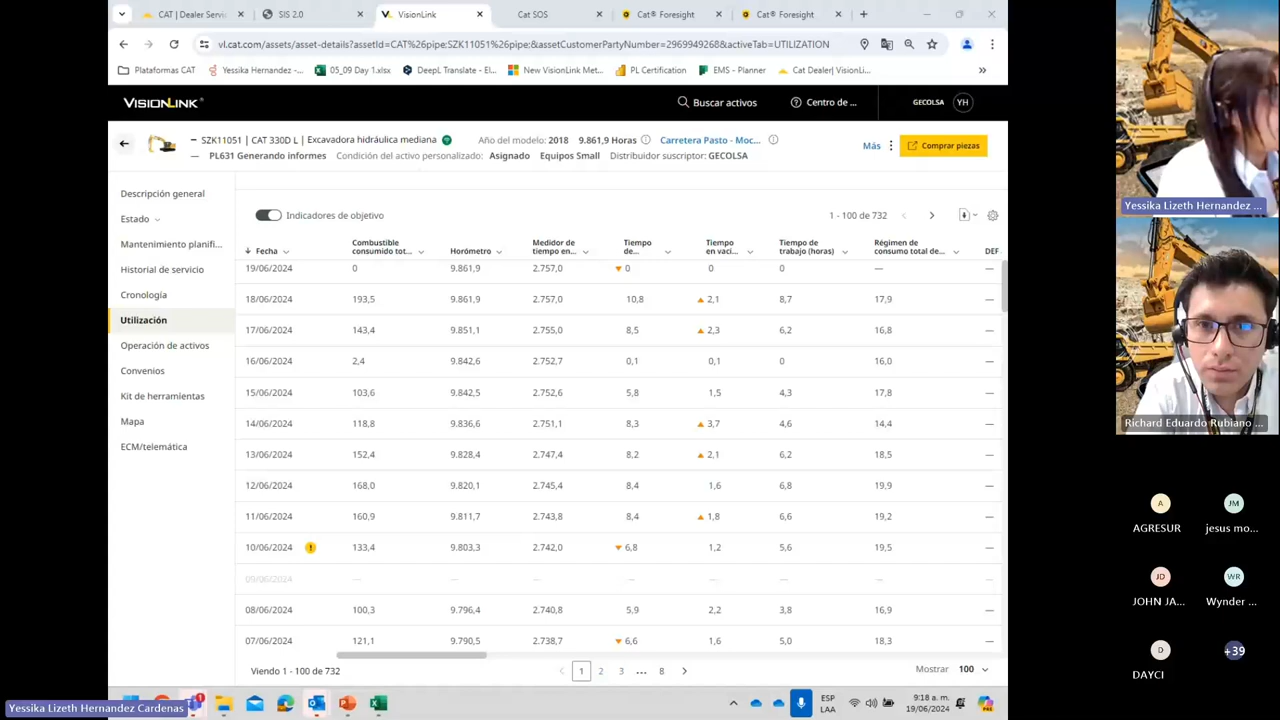 CAT | Dealer Servi
SIS 2.0
VisionLink
Cat SOS
Cat® Foresight
Cat® Foresight
vl.cat.com/assets/asset-details?assetId=CAT%26pipe;SZK11051%26pipe;&assetCustomerPartyNumber=2969949268&activeTab=UTILIZATION
Plataformas CAT
Yessika Hernandez -...
05_09 Day 1.xlsx
DeepL Translate - El...
New VisionLink Met...
PL Certification
EMS - Planner
Cat Dealer| VisionLi...
VISIONLINK®
Buscar activos
Centro de ...
GECOLSA
YH
SZK11051 | CAT 330D L | Excavadora hidráulica mediana
Año del modelo: 2018
9.861,9 Horas
Carretera Pasto - Moc...
PL631 Generando informes
Condición del activo personalizado: Asignado
Equipos Small
Distribuidor suscriptor: GECOLSA
Más
Comprar piezas
Descripción general
Estado
Mantenimiento planifi...
Historial de servicio
Cronología
Utilización
Operación de activos
Convenios
Kit de herramientas
Mapa
ECM/telemática
Indicadores de objetivo
1 - 100 de 732
Fecha
Combustible consumido tot...
Horómetro
Medidor de tiempo en...
Tiempo de...
Tiempo en vaci...
Tiempo de trabajo (horas)
Régimen de consumo total de...
DEF
19/06/2024 0 9.861,9 2.757,0 0 0 0 — —
18/06/2024 193,5 9.861,9 2.757,0 10,8 2,1 8,7 17,9 —
17/06/2024 143,4 9.851,1 2.755,0 8,5 2,3 6,2 16,8 —
16/06/2024 2,4 9.842,6 2.752,7 0,1 0,1 0 16,0 —
15/06/2024 103,6 9.842,5 2.752,6 5,8 1,5 4,3 17,8 —
14/06/2024 118,8 9.836,6 2.751,1 8,3 3,7 4,6 14,4 —
13/06/2024 152,4 9.828,4 2.747,4 8,2 2,1 6,2 18,5 —
12/06/2024 168,0 9.820,1 2.745,4 8,4 1,6 6,8 19,9 —
11/06/2024 160,9 9.811,7 2.743,8 8,4 1,8 6,6 19,2 —
10/06/2024 ! 133,4 9.803,3 2.742,0 6,8 1,2 5,6 19,5 —
09/06/2024 — — — — — — — —
08/06/2024 100,3 9.796,4 2.740,8 5,9 2,2 3,8 16,9 —
07/06/2024 121,1 9.790,5 2.738,7 6,6 1,6 5,0 18,3 —
Viendo 1 - 100 de 732
1 2 3 ... 8
Mostrar 100
1
ESP
LAA
9:18 a. m.
19/06/2024
Yessika Lizeth Hernandez Cardenas
Yessika Lizeth Hernandez ...
Richard Eduardo Rubiano ...
A
AGRESUR
JM
jesus mo...
JD
JOHN JA...
WR
Wynder ...
D
DAYCI
+39